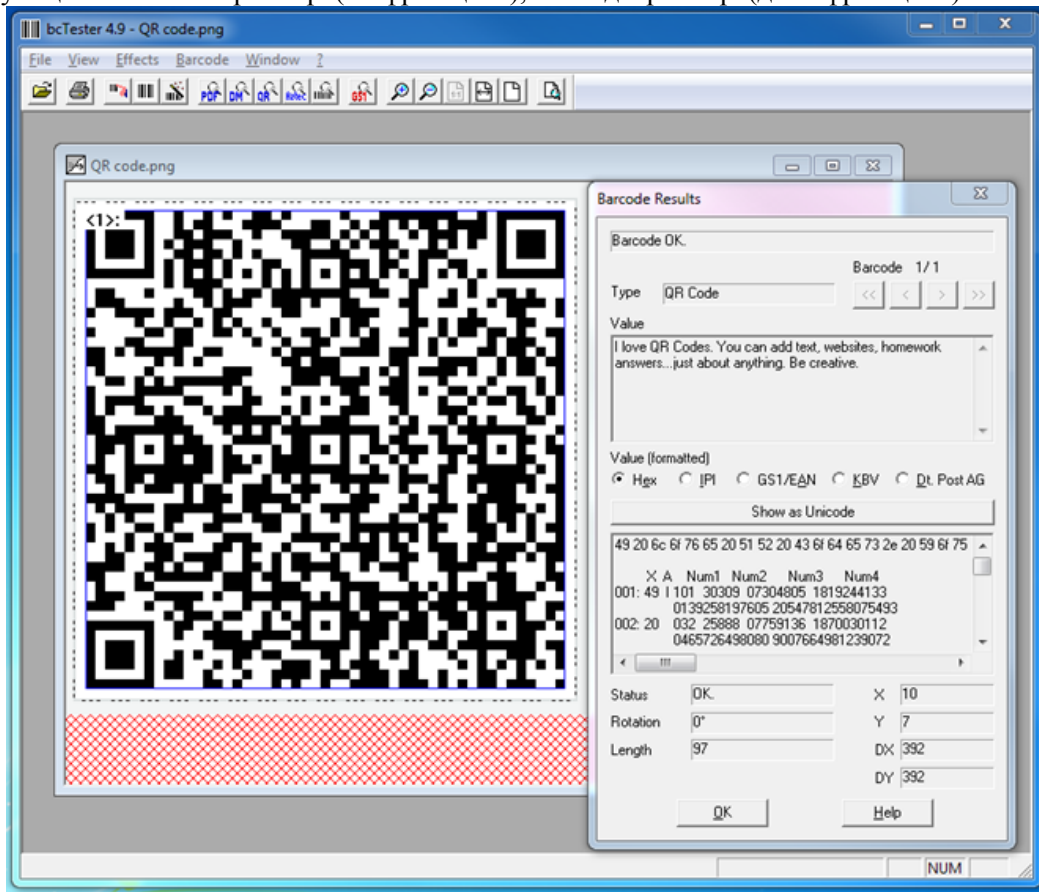 bcTester 4.9 - QR code.png
File View Effects Barcode Window ?
PDF DM QR GS1
QR code.png
<1>:
Barcode Results
Barcode OK.
Barcode 1/1
Type QR Code
<< < > >>
Value
I love QR Codes. You can add text, websites, homework
answers...just about anything. Be creative.
Value (formatted)
Hex IPI GS1/EAN KBV Dt. Post AG
Show as Unicode
49 20 6c 6f 76 65 20 51 52 20 43 6f 64 65 73 2e 20 59 6f 75
X A Num1 Num2 Num3 Num4
001: 49 I 101 30309 07304805 1819244133
0139258197605 20547812558075493
002: 20 032 25888 07759136 1870030112
0465726498080 9007664981239072
Status OK. X 10
Rotation 0° Y 7
Length 97 DX 392
DY 392
OK Help
NUM